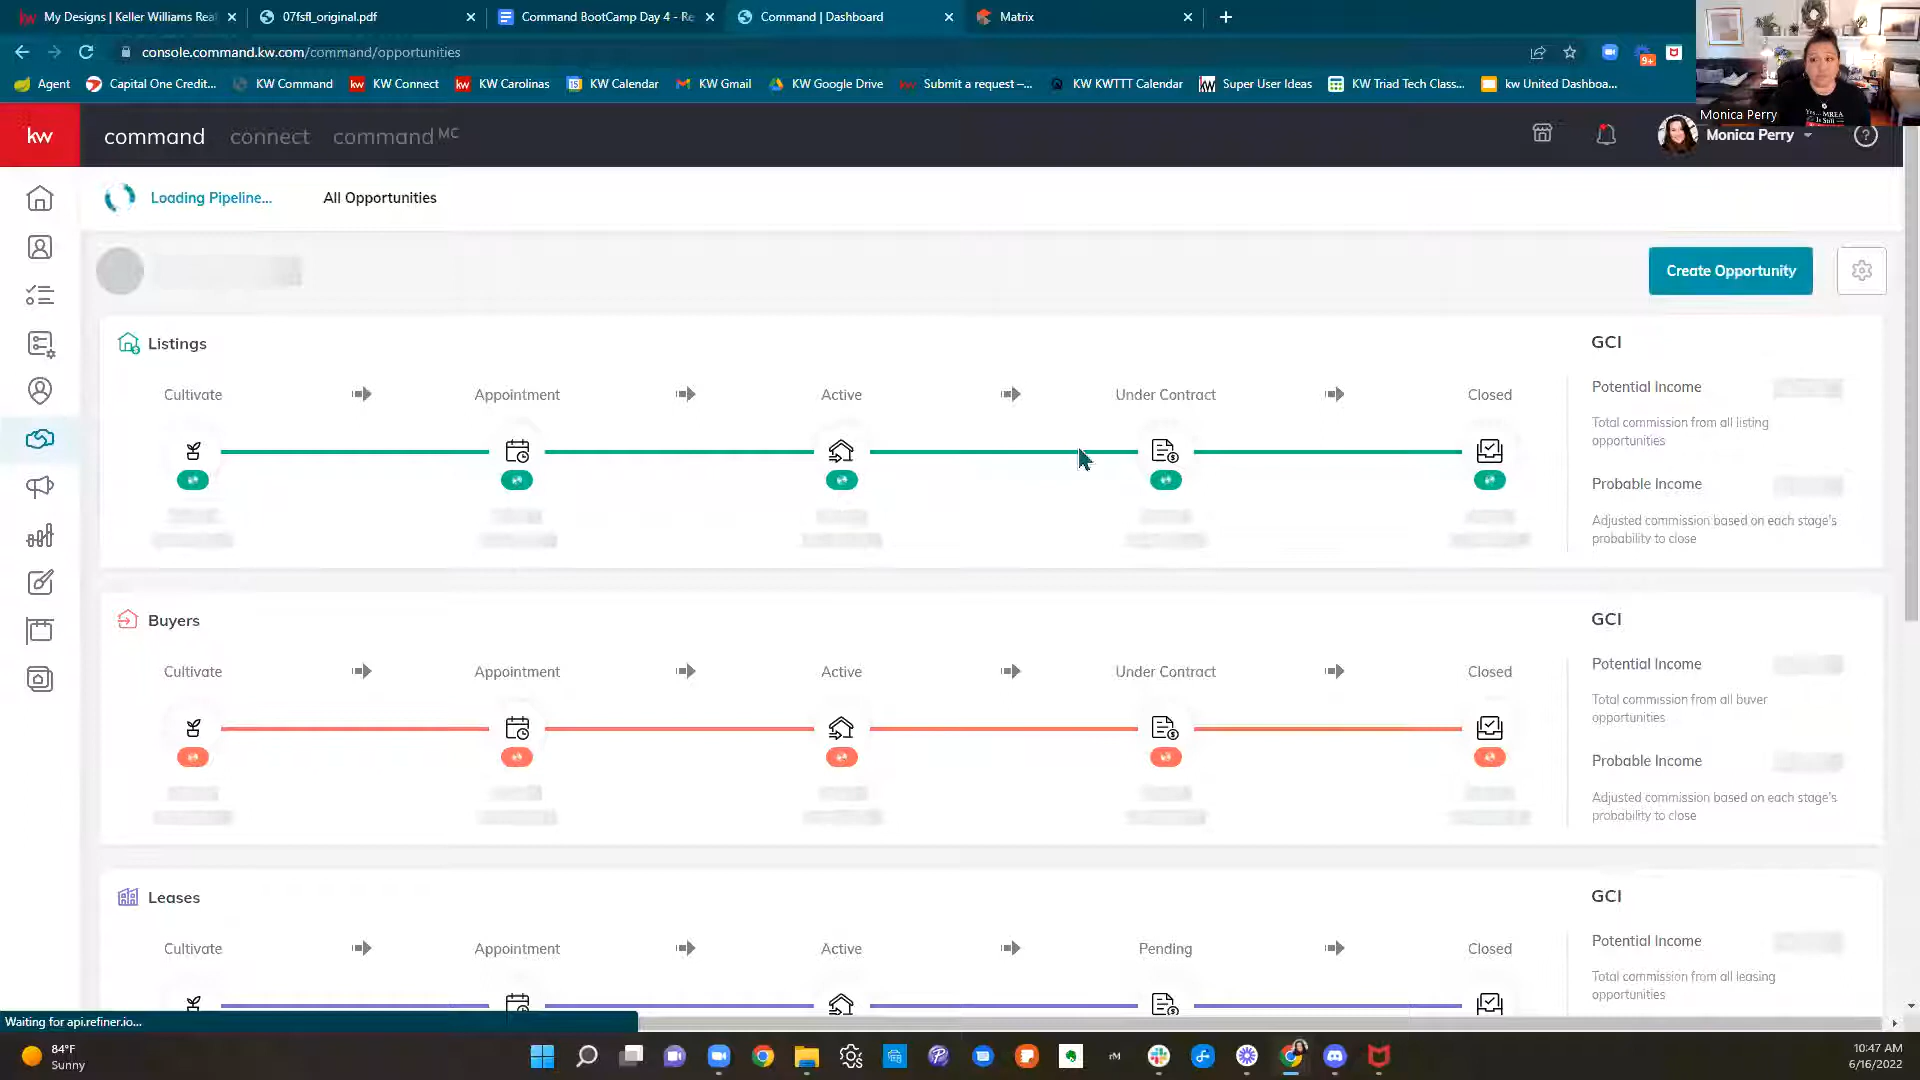 My Designs | Keller Williams Real
07fsfl_original.pdf
Command BootCamp Day 4 - Re
Command | Dashboard
Matrix
console.command.kw.com/command/opportunities
9+
Agent
Capital One Credit...
KW Command
KW Connect
KW Carolinas
KW Calendar
KW Gmail
KW Google Drive
Submit a request –...
KW KWTTT Calendar
Super User Ideas
KW Triad Tech Class...
kw United Dashboa...
Monica Perry
kw
command
connect
command MC
Monica Perry
Loading Pipeline...
All Opportunities
Create Opportunity
Listings
Cultivate
Appointment
Active
Under Contract
Closed
GCI
Potential Income
Total commission from all listing
opportunities
Probable Income
Adjusted commission based on each stage's
probability to close
Buyers
Cultivate
Appointment
Active
Under Contract
Closed
GCI
Potential Income
Total commission from all buyer
opportunities
Probable Income
Adjusted commission based on each stage's
probability to close
Leases
Cultivate
Appointment
Active
Pending
Closed
GCI
Potential Income
Total commission from all leasing
opportunities
Waiting for api.refiner.io...
84°F
Sunny
rM
10:47 AM
6/16/2022